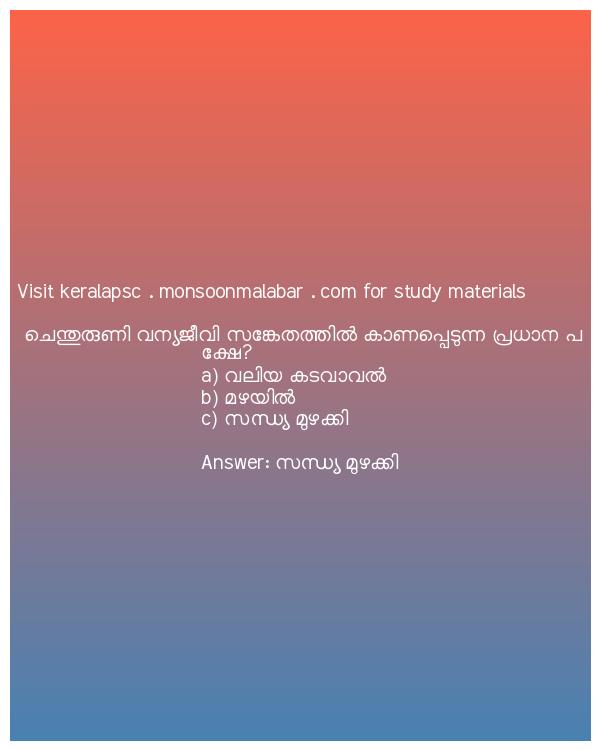 Visit keralapsc . monsoonmalabar . com for study materials
ചെന്തുരുണി വന്യജീവി സങ്കേതത്തിൽ കാണപ്പെടുന്ന പ്രധാന പ
ക്ഷേ?
a) വലിയ കടവാവൽ
b) മഴയിൽ
c) സന്ധ്യ മുഴക്കി
Answer: സന്ധ്യ മുഴക്കി